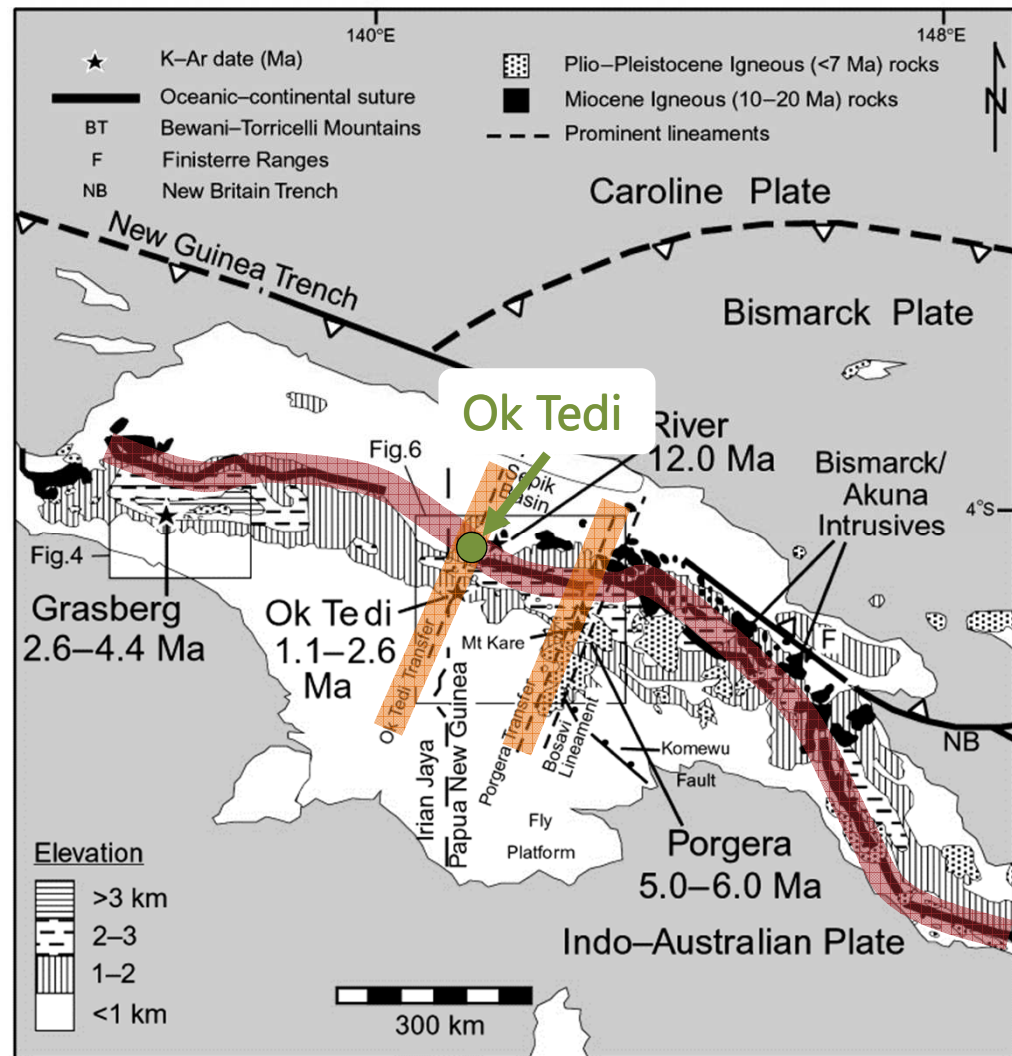 140°E
148°E
K–Ar date (Ma)
Oceanic–continental suture
BT Bewani–Torricelli Mountains
F Finisterre Ranges
NB New Britain Trench
Plio–Pleistocene Igneous (<7 Ma) rocks
Miocene Igneous (10–20 Ma) rocks
Prominent lineaments
N
Caroline Plate
New Guinea Trench
Bismarck Plate
Ok Tedi
River
12.0 Ma
Fig.6
Sepik
Basin
Bismarck/
Akuna
Intrusives
4°S
Fig.4
Grasberg
2.6–4.4 Ma
Ok Tedi
1.1–2.6
Ma
Mt Kare
F
Ok Tedi Transfer
Irian Jaya
Papua New Guinea
Porgera Transfer
Bosavi
Lineament
Komewu
Fault
NB
Fly
Platform
Porgera
5.0–6.0 Ma
Indo–Australian Plate
Elevation
>3 km
2–3
1–2
<1 km
300 km